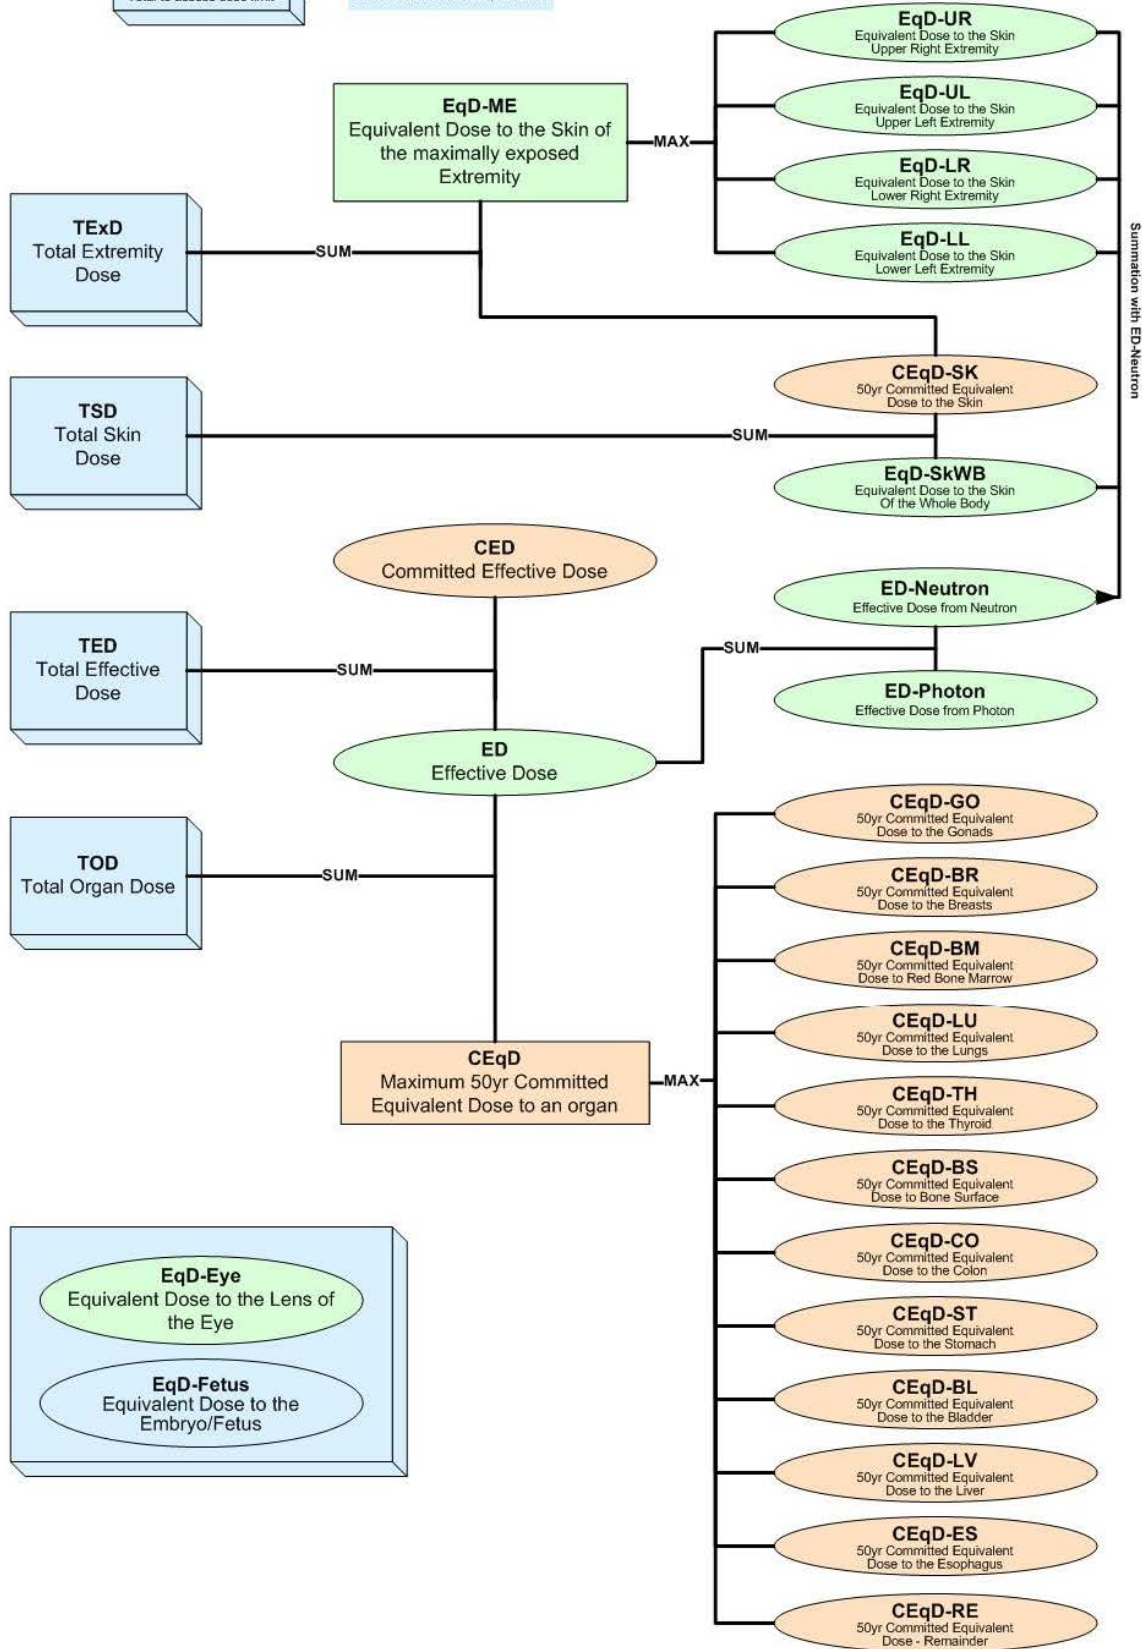 EqD-UR
Equivalent Dose to the Skin
Upper Right Extremity
EqD-UL
Equivalent Dose to the Skin
Upper Left Extremity
EqD-LR
Equivalent Dose to the Skin
Lower Right Extremity
EqD-LL
Equivalent Dose to the Skin
Lower Left Extremity
MAX
EqD-ME
Equivalent Dose to the Skin of
the maximally exposed
Extremity
Summation with ED-Neutron
TExD
Total Extremity
Dose
SUM
CEqD-SK
50yr Committed Equivalent
Dose to the Skin
TSD
Total Skin
Dose
SUM
EqD-SkWB
Equivalent Dose to the Skin
Of the Whole Body
CED
Committed Effective Dose
ED-Neutron
Effective Dose from Neutron
TED
Total Effective
Dose
SUM
SUM
ED-Photon
Effective Dose from Photon
ED
Effective Dose
TOD
Total Organ Dose
SUM
CEqD
Maximum 50yr Committed
Equivalent Dose to an organ
MAX
CEqD-GO
50yr Committed Equivalent
Dose to the Gonads
CEqD-BR
50yr Committed Equivalent
Dose to the Breasts
CEqD-BM
50yr Committed Equivalent
Dose to Red Bone Marrow
CEqD-LU
50yr Committed Equivalent
Dose to the Lungs
CEqD-TH
50yr Committed Equivalent
Dose to the Thyroid
CEqD-BS
50yr Committed Equivalent
Dose to Bone Surface
CEqD-CO
50yr Committed Equivalent
Dose to the Colon
CEqD-ST
50yr Committed Equivalent
Dose to the Stomach
CEqD-BL
50yr Committed Equivalent
Dose to the Bladder
CEqD-LV
50yr Committed Equivalent
Dose to the Liver
CEqD-ES
50yr Committed Equivalent
Dose to the Esophagus
CEqD-RE
50yr Committed Equivalent
Dose - Remainder
EqD-Eye
Equivalent Dose to the Lens of
the Eye
EqD-Fetus
Equivalent Dose to the
Embryo/Fetus